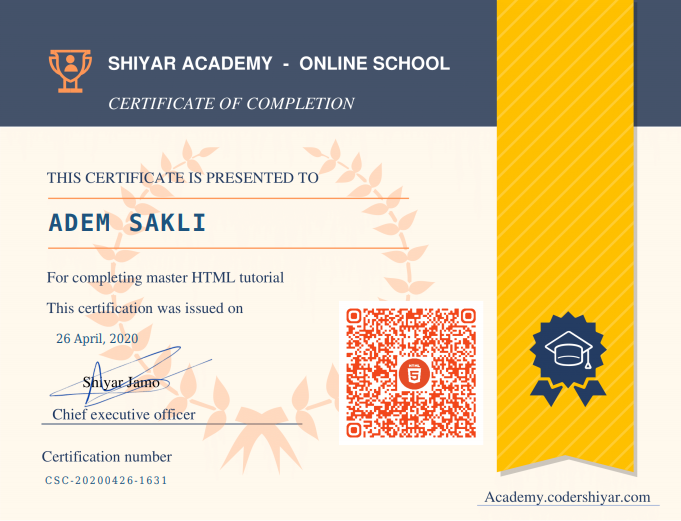 SHIYAR ACADEMY - ONLINE SCHOOL
CERTIFICATE OF COMPLETION
THIS CERTIFICATE IS PRESENTED TO
ADEM SAKLI
For completing master HTML tutorial
This certification was issued on
26 April, 2020
Shiyar Jamo
Chief executive officer
HTML
Certification number
CSC-20200426-1631
Academy.codershiyar.com